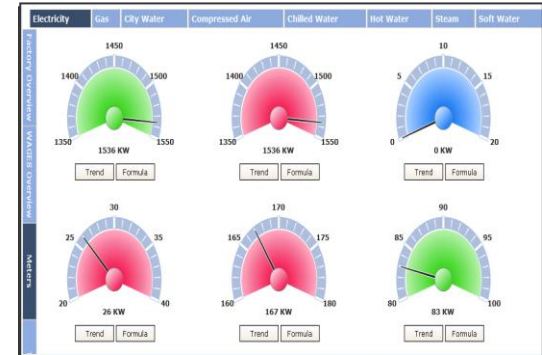 Electricity Gas City Water Compressed Air Chilled Water Hot Water Steam Soft Water
Factory Overview
WAGES Overview
Meters
1450 1450 10
1400 1500 1400 1500 5 15
1350 1550 1350 1550 0 20
1536 KW 1536 KW 0 KW
Trend Formula Trend Formula Trend Formula
30 170 90
25 35 165 175 85 95
20 40 160 180 80 100
26 KW 167 KW 83 KW
Trend Formula Trend Formula Trend Formula